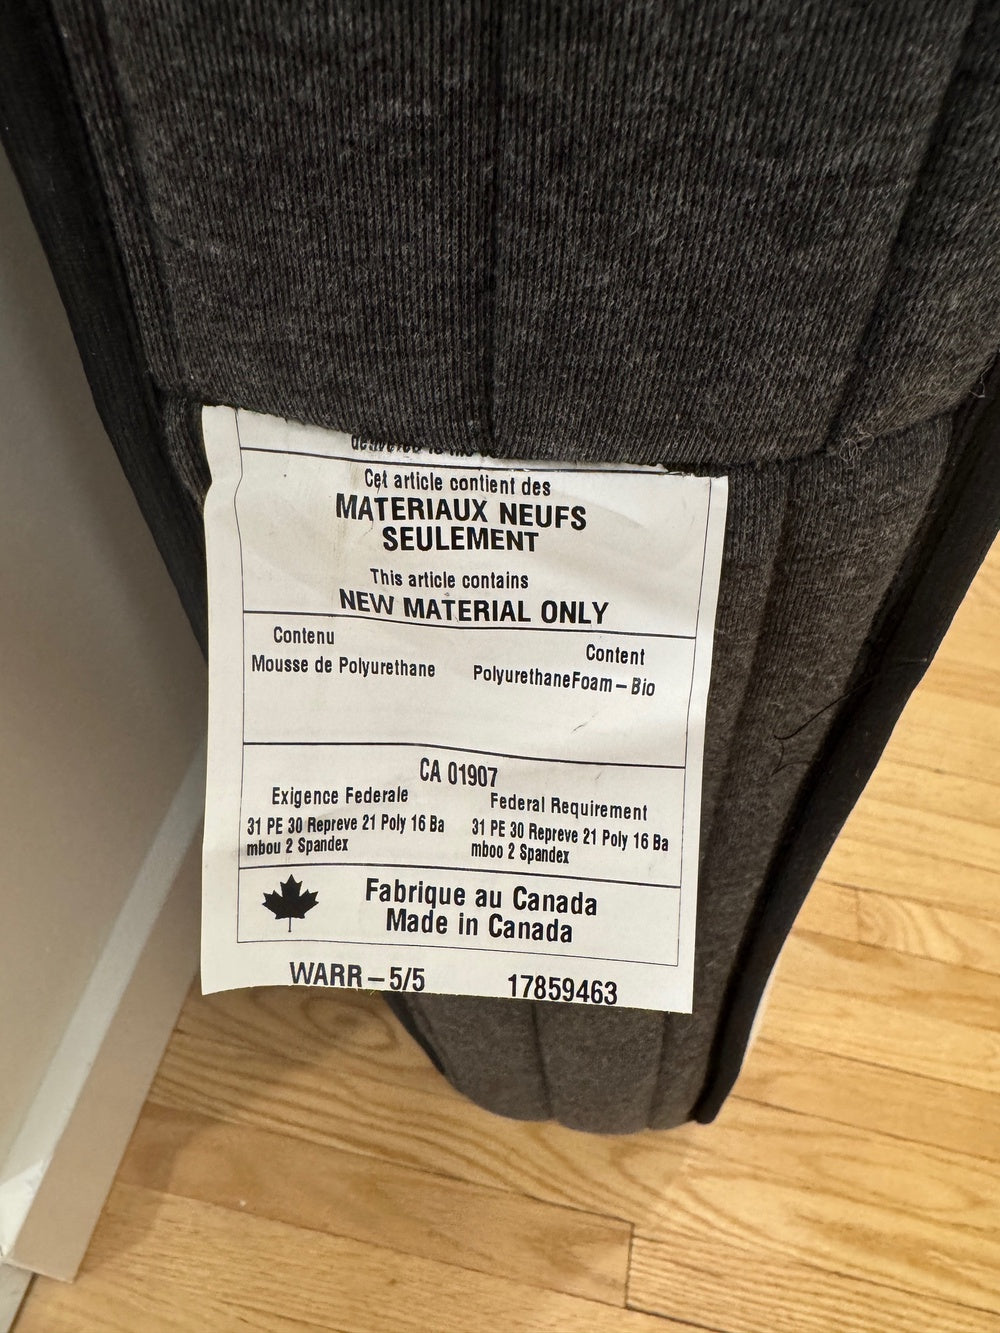 Cet article contient des
MATERIAUX NEUFS
SEULEMENT
This article contains
NEW MATERIAL ONLY
Contenu
Mousse de Polyurethane
Content
PolyurethaneFoam – Bio
CA 01907
Exigence Federale
31 PE 30 Repreve 21 Poly 16 Ba
mbou 2 Spandex
Federal Requirement
31 PE 30 Repreve 21 Poly 16 Ba
mboo 2 Spandex
Fabrique au Canada
Made in Canada
WARR – 5/5 17859463